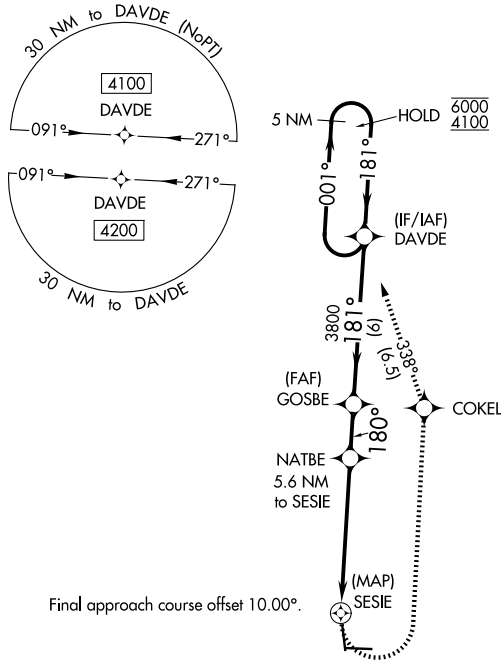 30 NM to DAVDE (NoPT)
4100
DAVDE
091°
271°
091°
271°
DAVDE
4200
30 NM to DAVDE
5 NM
HOLD
6000
4100
001°
181°
(IF/IAF)
DAVDE
3800
181°
(6)
338°
(6.5)
(FAF)
GOSBE
180°
COKEL
NATBE
5.6 NM
to SESIE
(MAP)
SESIE
Final approach course offset 10.00°.